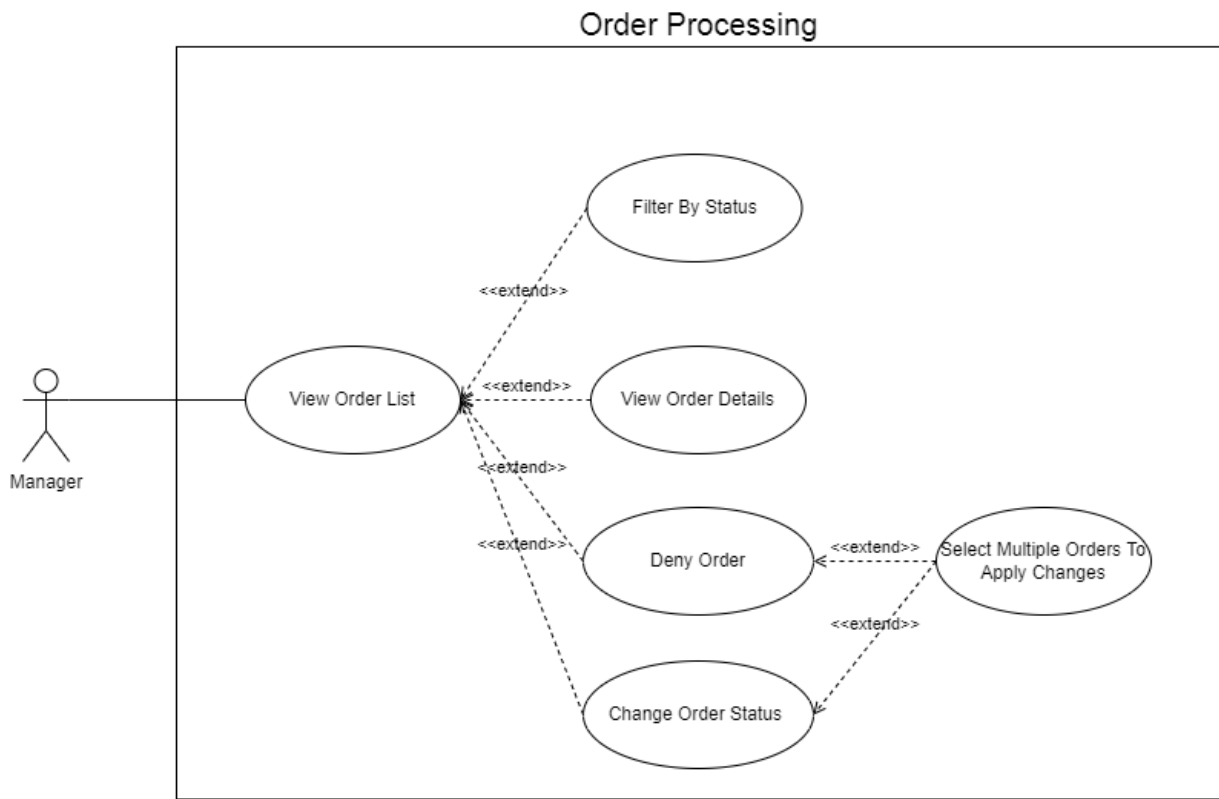 Order Processing
Filter By Status
<<extend>>
View Order List
<<extend>>
View Order Details
Manager
<<extend>>
<<extend>>
Deny Order
<<extend>>
Select Multiple Orders To
Apply Changes
<<extend>>
Change Order Status